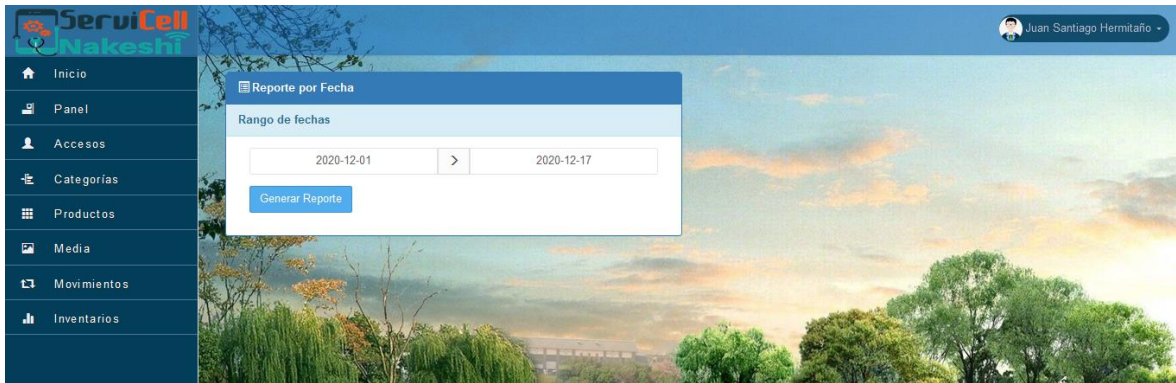 ServiCell
Nakeshi
Juan Santiago Hermitaño
Inicio
Panel
Accesos
Categorías
Productos
Media
Movimientos
Inventarios
Reporte por Fecha
Rango de fechas
2020-12-01 > 2020-12-17
Generar Reporte